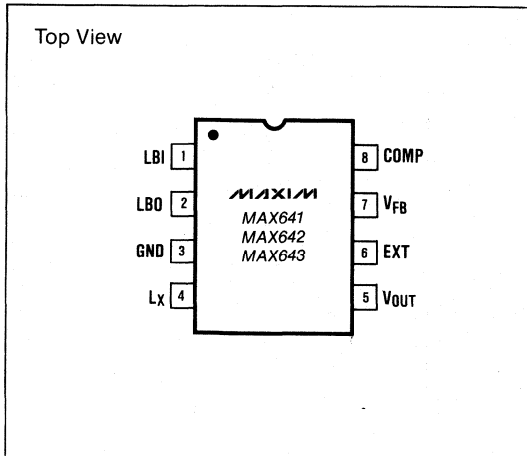 Top View
LBI 1
LBO 2
GND 3
LX 4
MAXIM
MAX641
MAX642
MAX643
8 COMP
7 VFB
6 EXT
5 VOUT